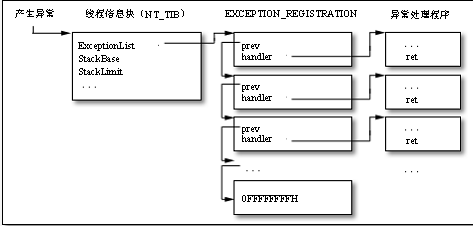 产生异常 线程信息块（NT_TIB） EXCEPTION_REGISTRATION 异常处理程序
ExceptionList
StackBase
StackLimit
...
prev
handler
...
ret
prev
handler
...
ret
prev
handler
...
ret
...
...
0FFFFFFFFH